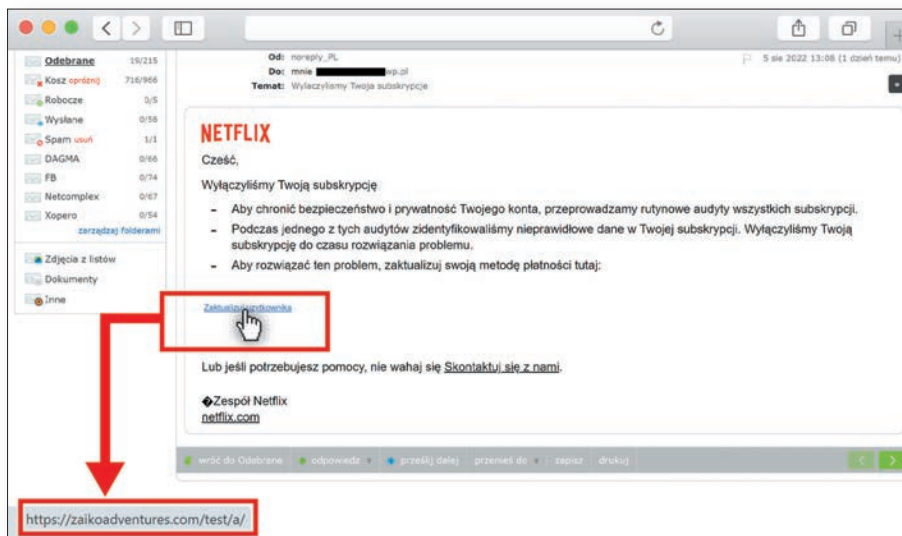 Odebrane 19/215
Kosz opróżnij 716/966
Robocze 0/5
Wysłane 0/56
Spam usuń 1/1
DAGMA 0/66
FB 0/74
Netcomplex 0/67
Xopero 0/54
zarządzaj folderami
Zdjęcia z listów
Dokumenty
Inne
Od: noreply_PL
5 sie 2022 13:06 (1 dzień temu)
Do: mnie wp.pl
Temat: Wylaczylismy Twoja subskrypcje
NETFLIX
Cześć,
Wyłączyliśmy Twoją subskrypcję
- Aby chronić bezpieczeństwo i prywatność Twojego konta, przeprowadzamy rutynowe audyty wszystkich subskrypcji.
- Podczas jednego z tych audytów zidentyfikowaliśmy nieprawidłowe dane w Twojej subskrypcji. Wyłączyliśmy Twoją
subskrypcję do czasu rozwiązania problemu.
- Aby rozwiązać ten problem, zaktualizuj swoją metodę płatności tutaj:
Lub jeśli potrzebujesz pomocy, nie wahaj się Skontaktuj się z nami.
�Zespół Netflix
netflix.com
wróć do Odebrane odpowiedz prześlij dalej przenieś do zapisz drukuj
https://zaikoadventures.com/test/a/